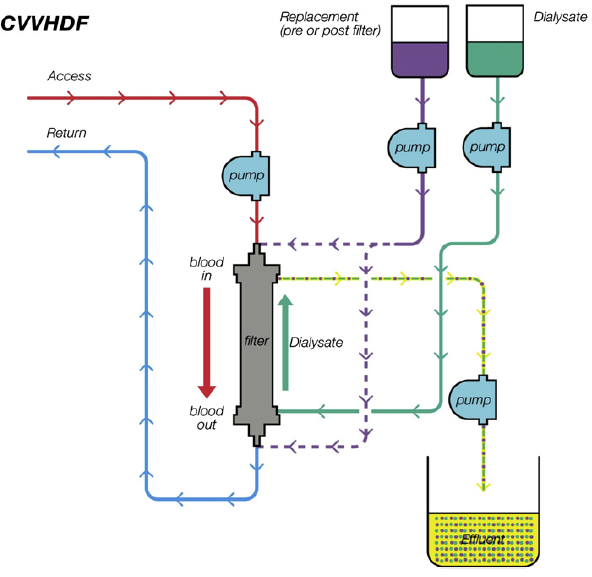 CVVHDF
Replacement
(pre or post filter)
Dialysate
Access
Return
pump
pump
pump
blood
in
filter
Dialysate
pump
blood
out
Effluent